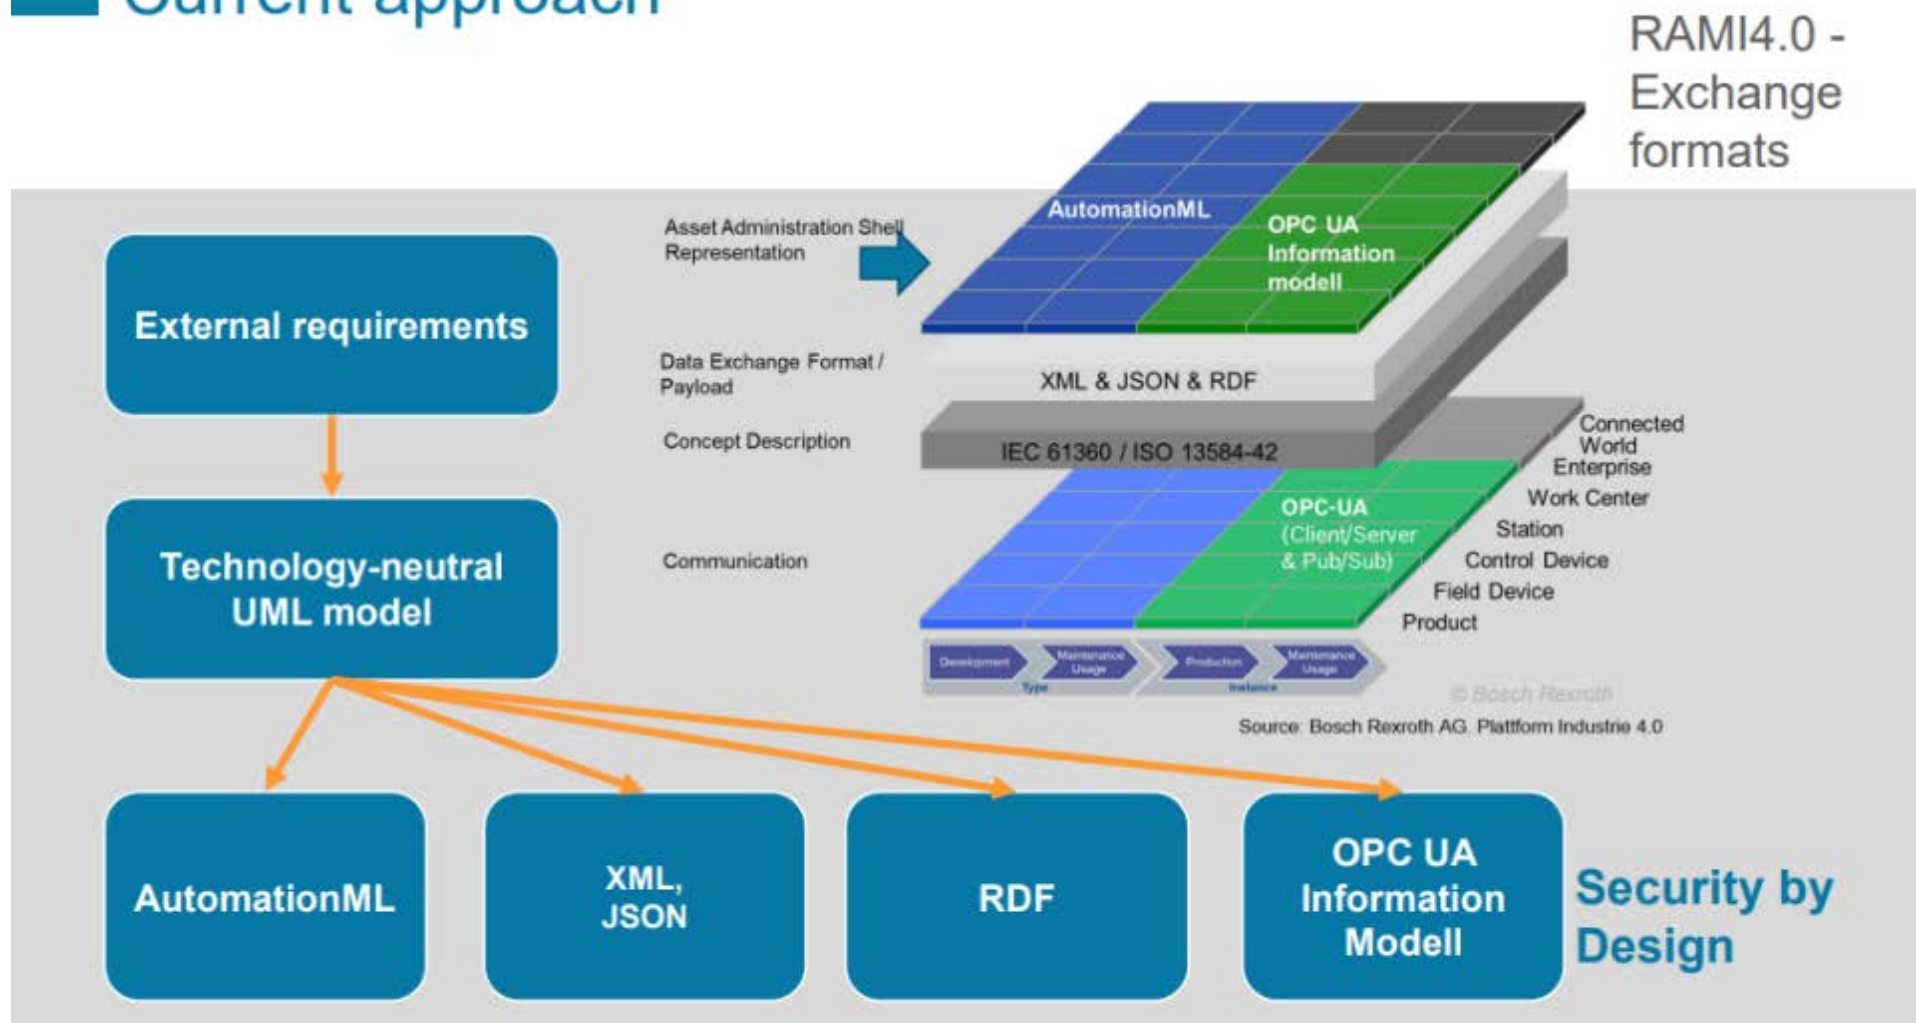 Current approach
RAMI4.0 -
Exchange
formats
External requirements
Technology-neutral
UML model
AutomationML
XML,
JSON
RDF
OPC UA
Information
Modell
Security by
Design
Asset Administration Shell
Representation
AutomationML
OPC UA
Information
modell
Data Exchange Format /
Payload
XML & JSON & RDF
Concept Description
IEC 61360 / ISO 13584-42
Communication
OPC-UA
(Client/Server
& Pub/Sub)
Connected
World
Enterprise
Work Center
Station
Control Device
Field Device
Product
Development
Maintenance
Usage
Production
Maintenance
Usage
Type
Instance
© Bosch Rexroth
Source: Bosch Rexroth AG. Plattform Industrie 4.0